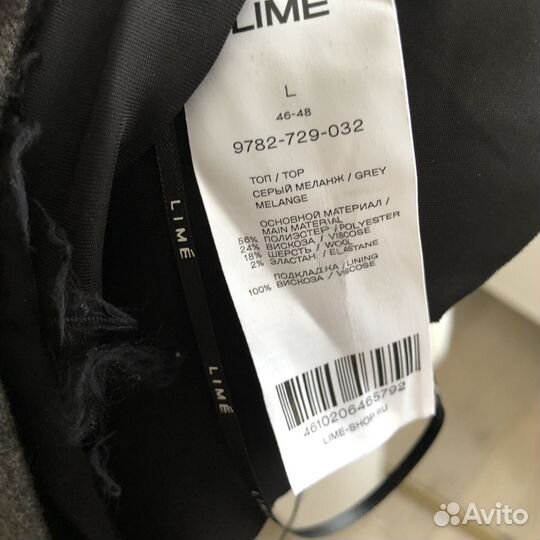 LIME
L
46-48
9782-729-032
ТОП / TOP
СЕРЫЙ МЕЛАНЖ / GREY
MELANGE
ОСНОВНОЙ МАТЕРИАЛ /
MAIN MATERIAL
56% ПОЛИЭСТЕР / POLYESTER
24% ВИСКОЗА / VISCOSE
18% ШЕРСТЬ / WOOL
2% ЭЛАСТАН / ELASTANE
ПОДКЛАДКА / LINING
100% ВИСКОЗА / VISCOSE
4610206465792
LIME-SHOP.RU
LIMÉ
LIMÉ
LIMÉ
Avito